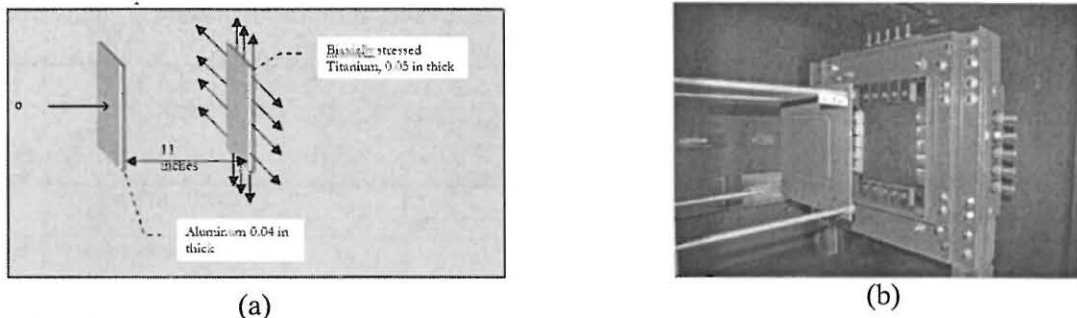 o
Biaxially stressed
Titanium, 0.05 in thick
11
inches
Aluminum 0.04 in
thick
(a)
(b)